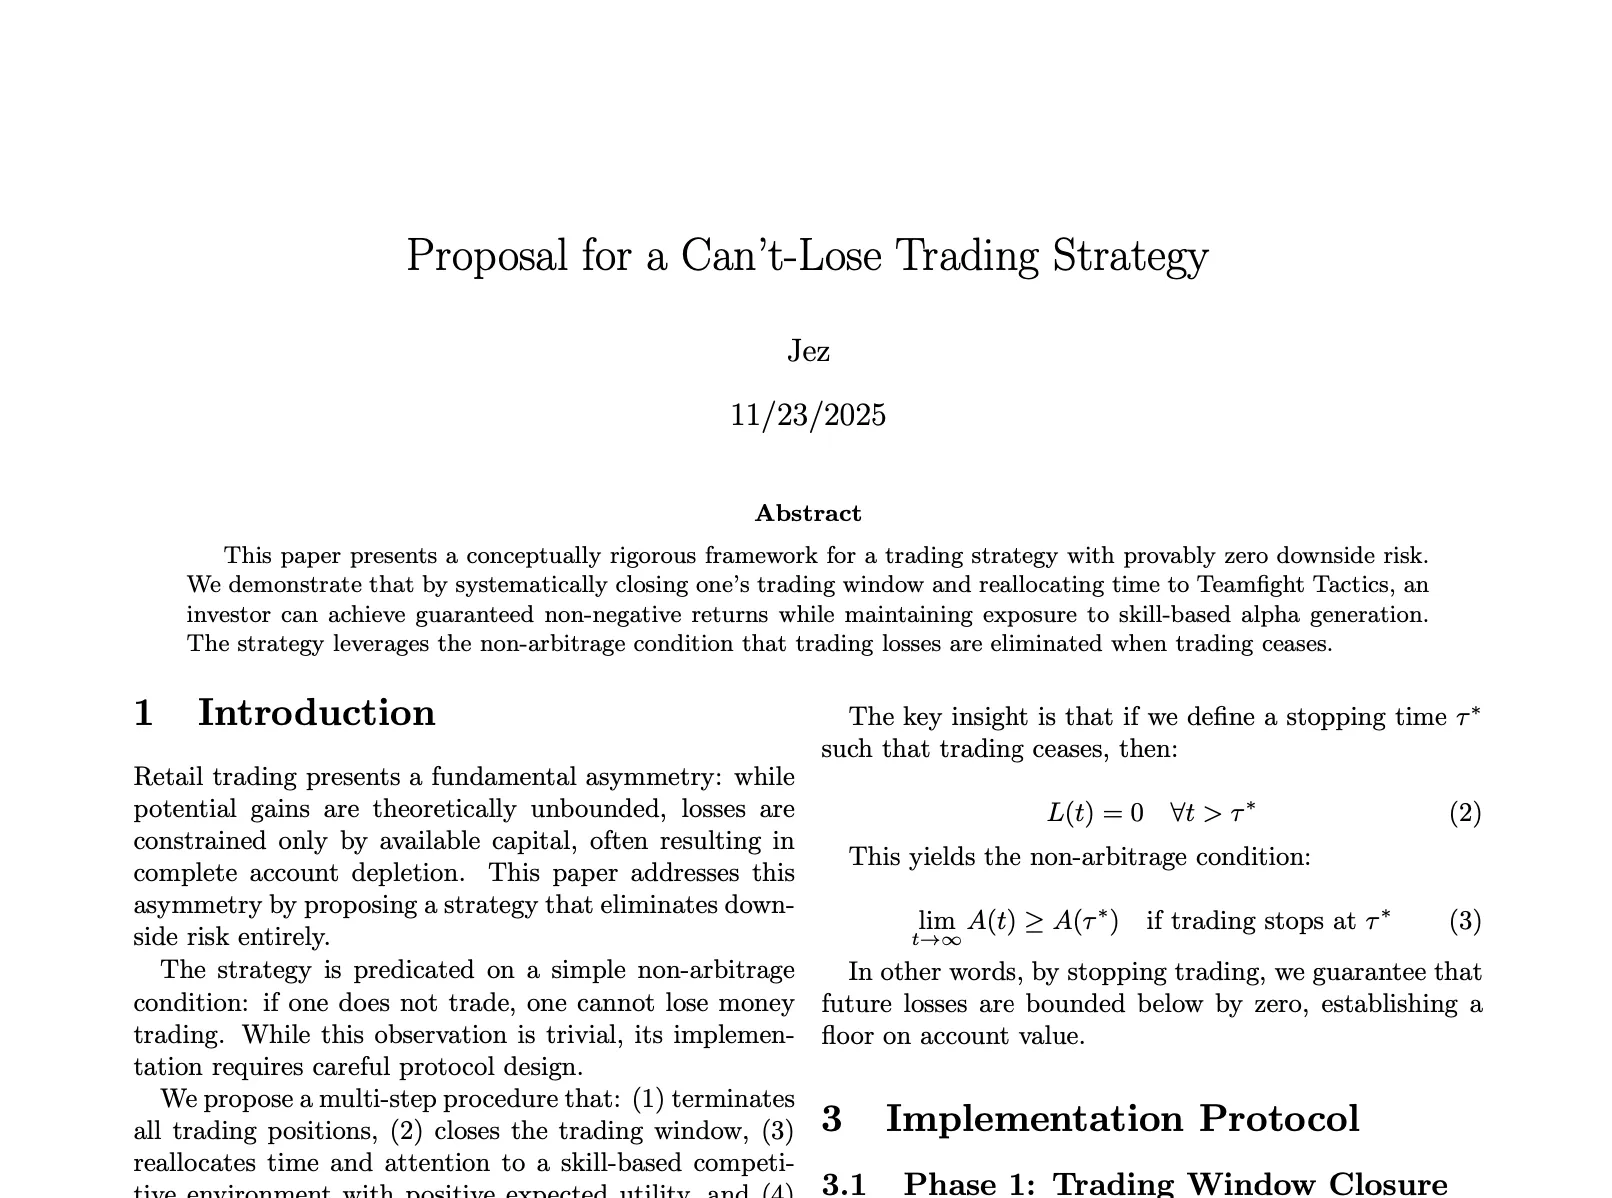 Proposal for a Can't-Lose Trading Strategy
Jez
11/23/2025
Abstract
This paper presents a conceptually rigorous framework for a trading strategy with provably zero downside risk.
We demonstrate that by systematically closing one's trading window and reallocating time to Teamfight Tactics, an
investor can achieve guaranteed non-negative returns while maintaining exposure to skill-based alpha generation.
The strategy leverages the non-arbitrage condition that trading losses are eliminated when trading ceases.
1 Introduction
Retail trading presents a fundamental asymmetry: while
potential gains are theoretically unbounded, losses are
constrained only by available capital, often resulting in
complete account depletion. This paper addresses this
asymmetry by proposing a strategy that eliminates down-
side risk entirely.
The strategy is predicated on a simple non-arbitrage
condition: if one does not trade, one cannot lose money
trading. While this observation is trivial, its implemen-
tation requires careful protocol design.
We propose a multi-step procedure that: (1) terminates
all trading positions, (2) closes the trading window, (3)
reallocates time and attention to a skill-based competi-
tive environment with positive expected utility, and (4)
The key insight is that if we define a stopping time τ*
such that trading ceases, then:
L(t) = 0 ∀t > τ* (2)
This yields the non-arbitrage condition:
lim t→∞ A(t) ≥ A(τ*) if trading stops at τ* (3)
In other words, by stopping trading, we guarantee that
future losses are bounded below by zero, establishing a
floor on account value.
3 Implementation Protocol
3.1 Phase 1: Trading Window Closure